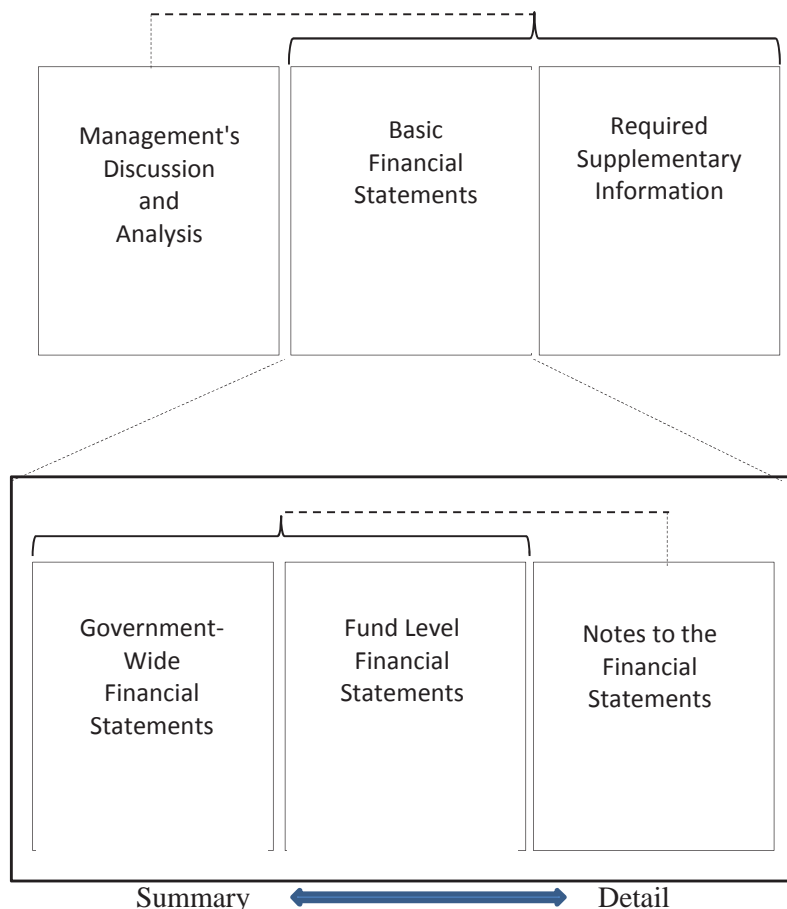 Management's
Discussion
and
Analysis
Basic
Financial
Statements
Required
Supplementary
Information
Government-
Wide
Financial
Statements
Fund Level
Financial
Statements
Notes to the
Financial
Statements
Summary
Detail